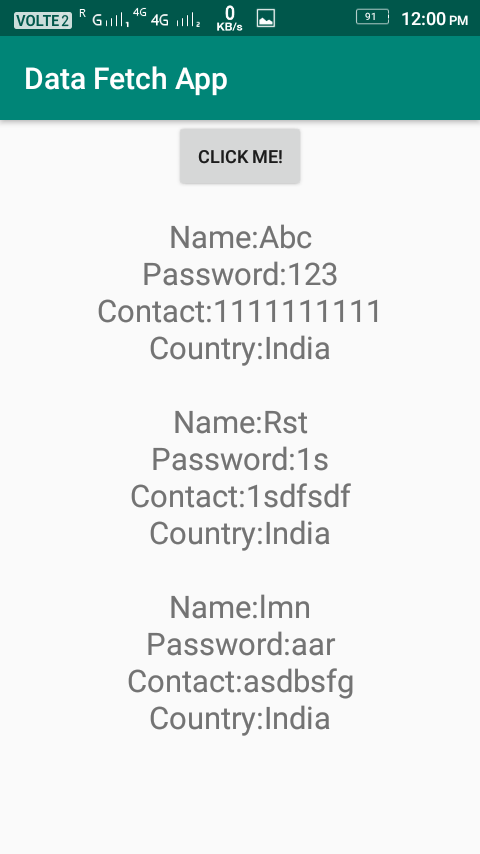 VOLTE 2 R G 1 4G 4G 2 0 KB/s 91 12:00 PM
Data Fetch App
CLICK ME!
Name:Abc
Password:123
Contact:1111111111
Country:India
Name:Rst
Password:1s
Contact:1sdfsdf
Country:India
Name:lmn
Password:aar
Contact:asdbsfg
Country:India